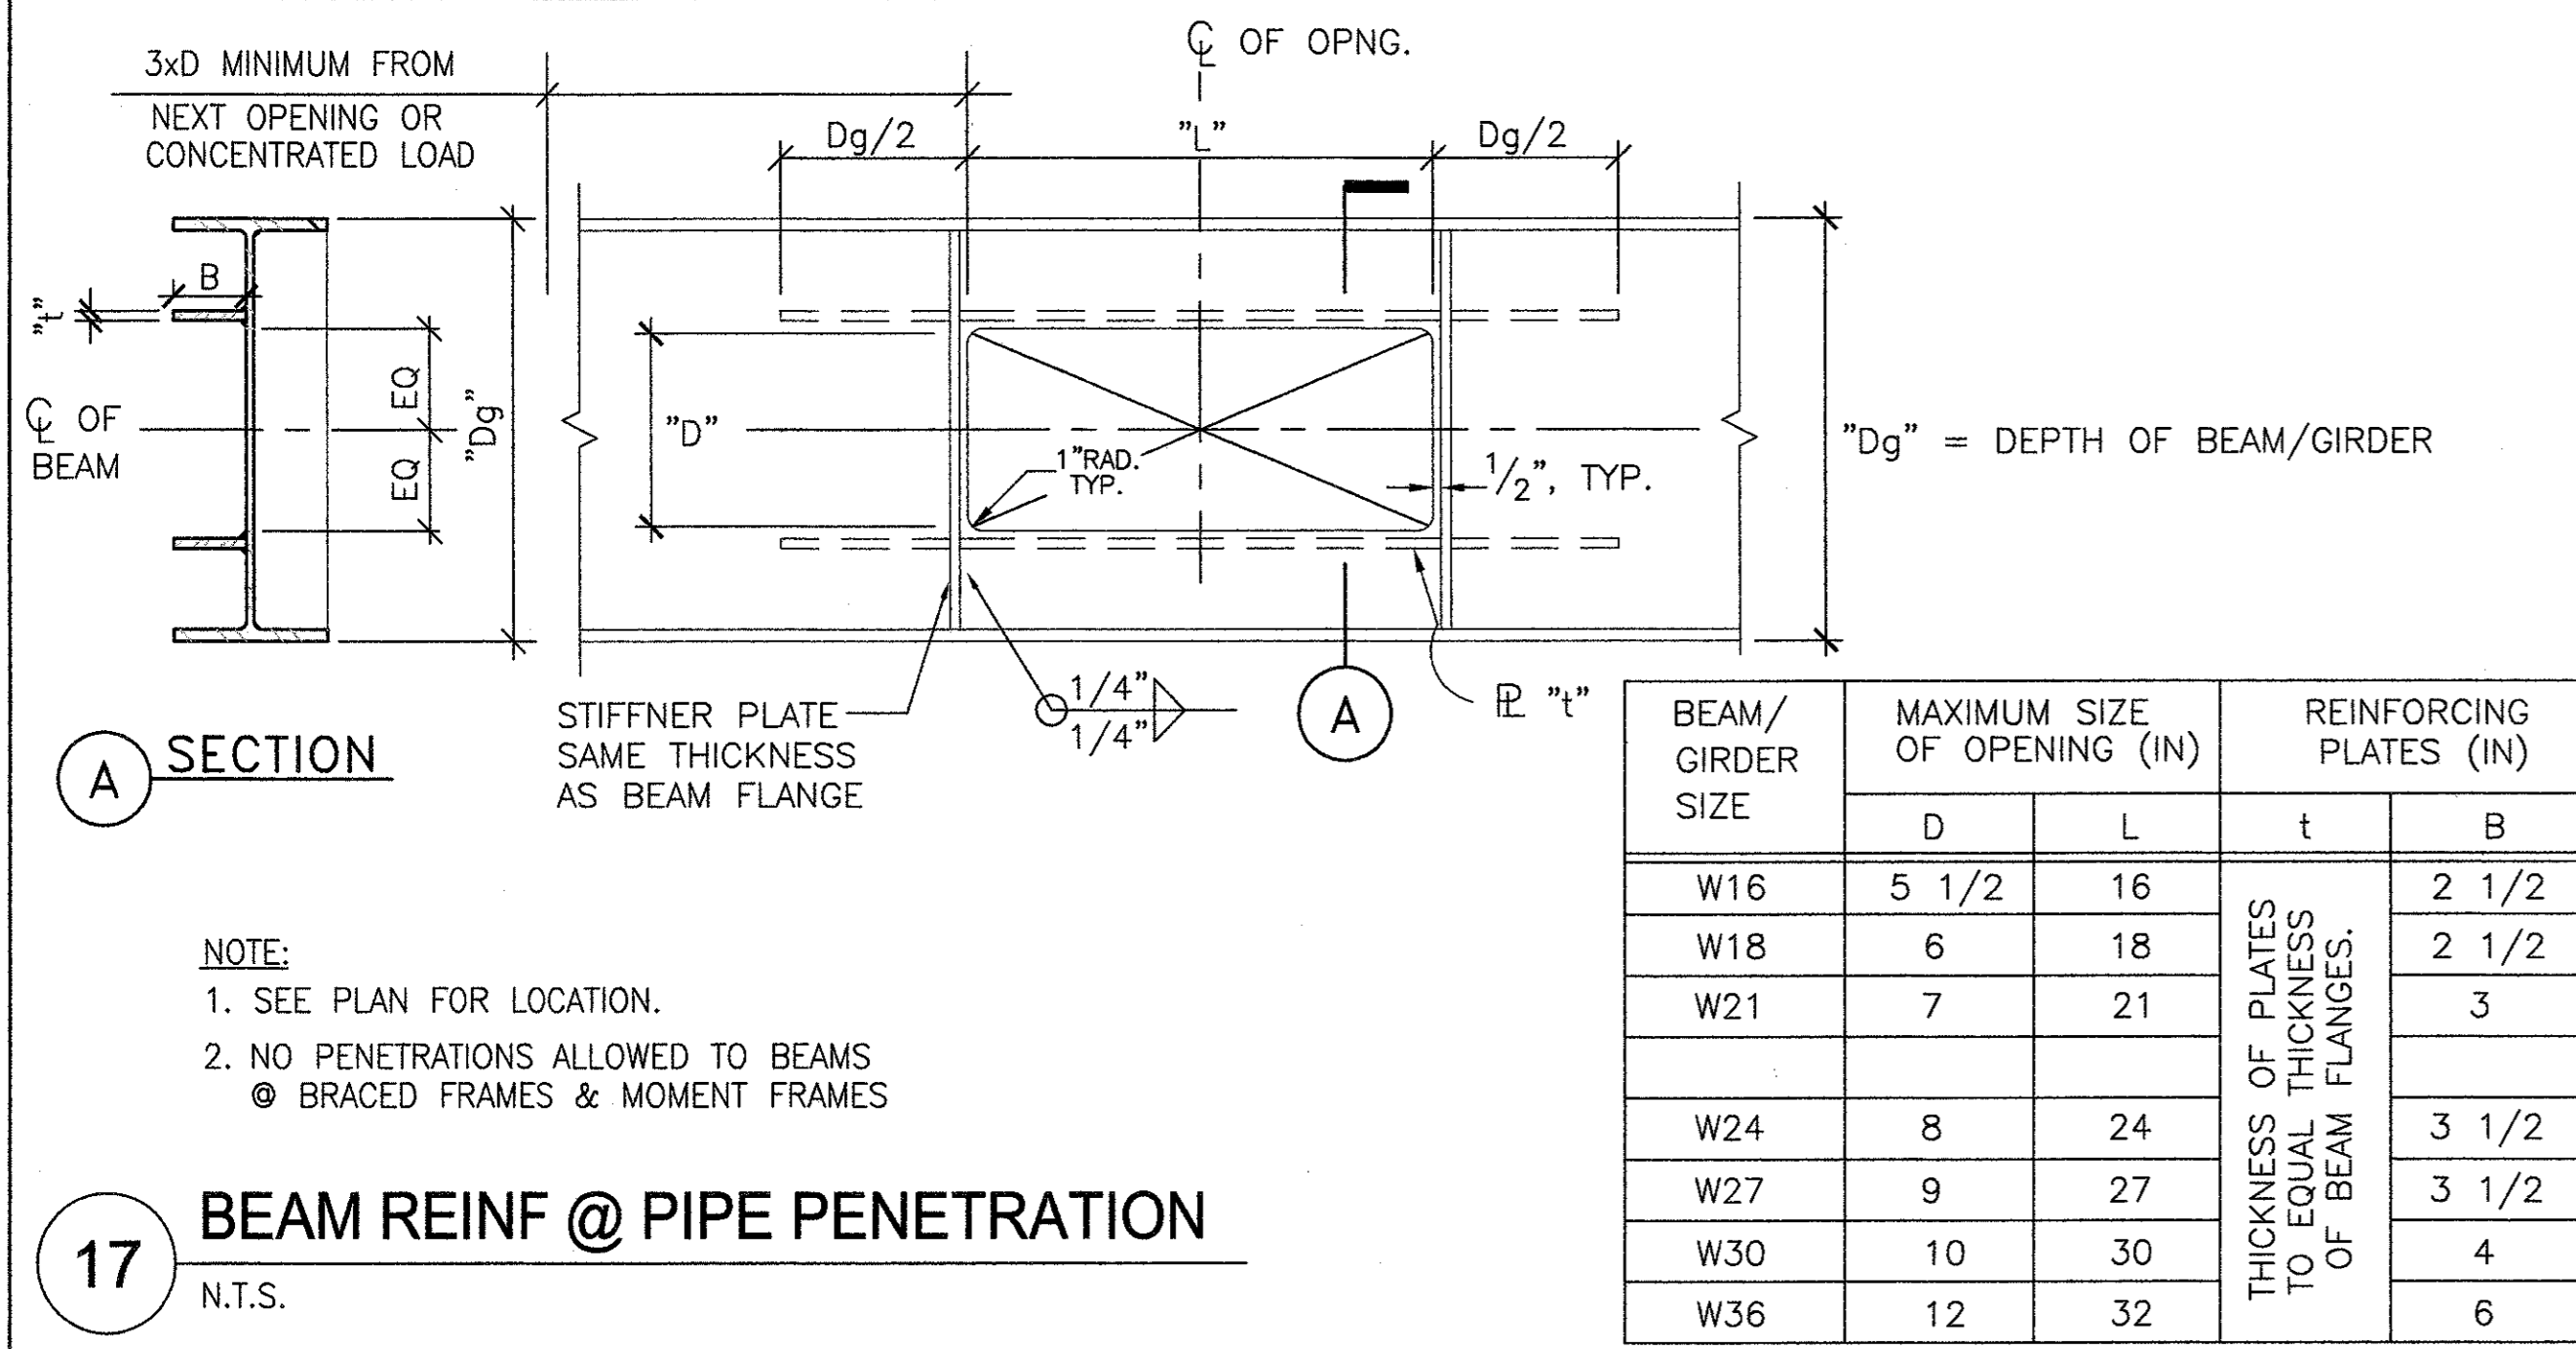 3xD MINIMUM FROM
NEXT OPENING OR
CONCENTRATED LOAD
℄ OF OPNG.
Dg/2
"L"
Dg/2
B
"t"
℄ OF
BEAM
EQ
EQ
"Dg"
"D"
1"RAD.
TYP.
1/2", TYP.
"Dg" = DEPTH OF BEAM/GIRDER
STIFFNER PLATE
SAME THICKNESS
AS BEAM FLANGE
1/4"
1/4"
A
PL "t"
A SECTION
NOTE:
1. SEE PLAN FOR LOCATION.
2. NO PENETRATIONS ALLOWED TO BEAMS
@ BRACED FRAMES & MOMENT FRAMES
17 BEAM REINF @ PIPE PENETRATION
N.T.S.
BEAM/
GIRDER
SIZE
MAXIMUM SIZE
OF OPENING (IN)
REINFORCING
PLATES (IN)
D L t B
W16 5 1/2 16 2 1/2
W18 6 18 2 1/2
W21 7 21 3
W24 8 24 3 1/2
W27 9 27 3 1/2
W30 10 30 4
W36 12 32 6
THICKNESS OF PLATES
TO EQUAL THICKNESS
OF BEAM FLANGES.